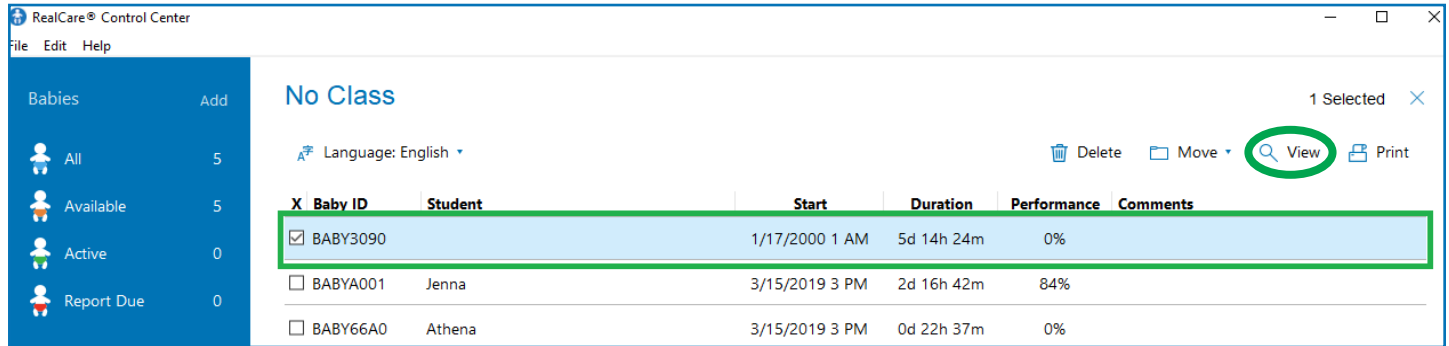 RealCare® Control Center
File Edit Help
Babies Add
All 5
Available 5
Active 0
Report Due 0
No Class
1 Selected
Language: English
Delete Move View Print
X Baby ID Student Start Duration Performance Comments
BABY3090 1/17/2000 1 AM 5d 14h 24m 0%
BABYA001 Jenna 3/15/2019 3 PM 2d 16h 42m 84%
BABY66A0 Athena 3/15/2019 3 PM 0d 22h 37m 0%